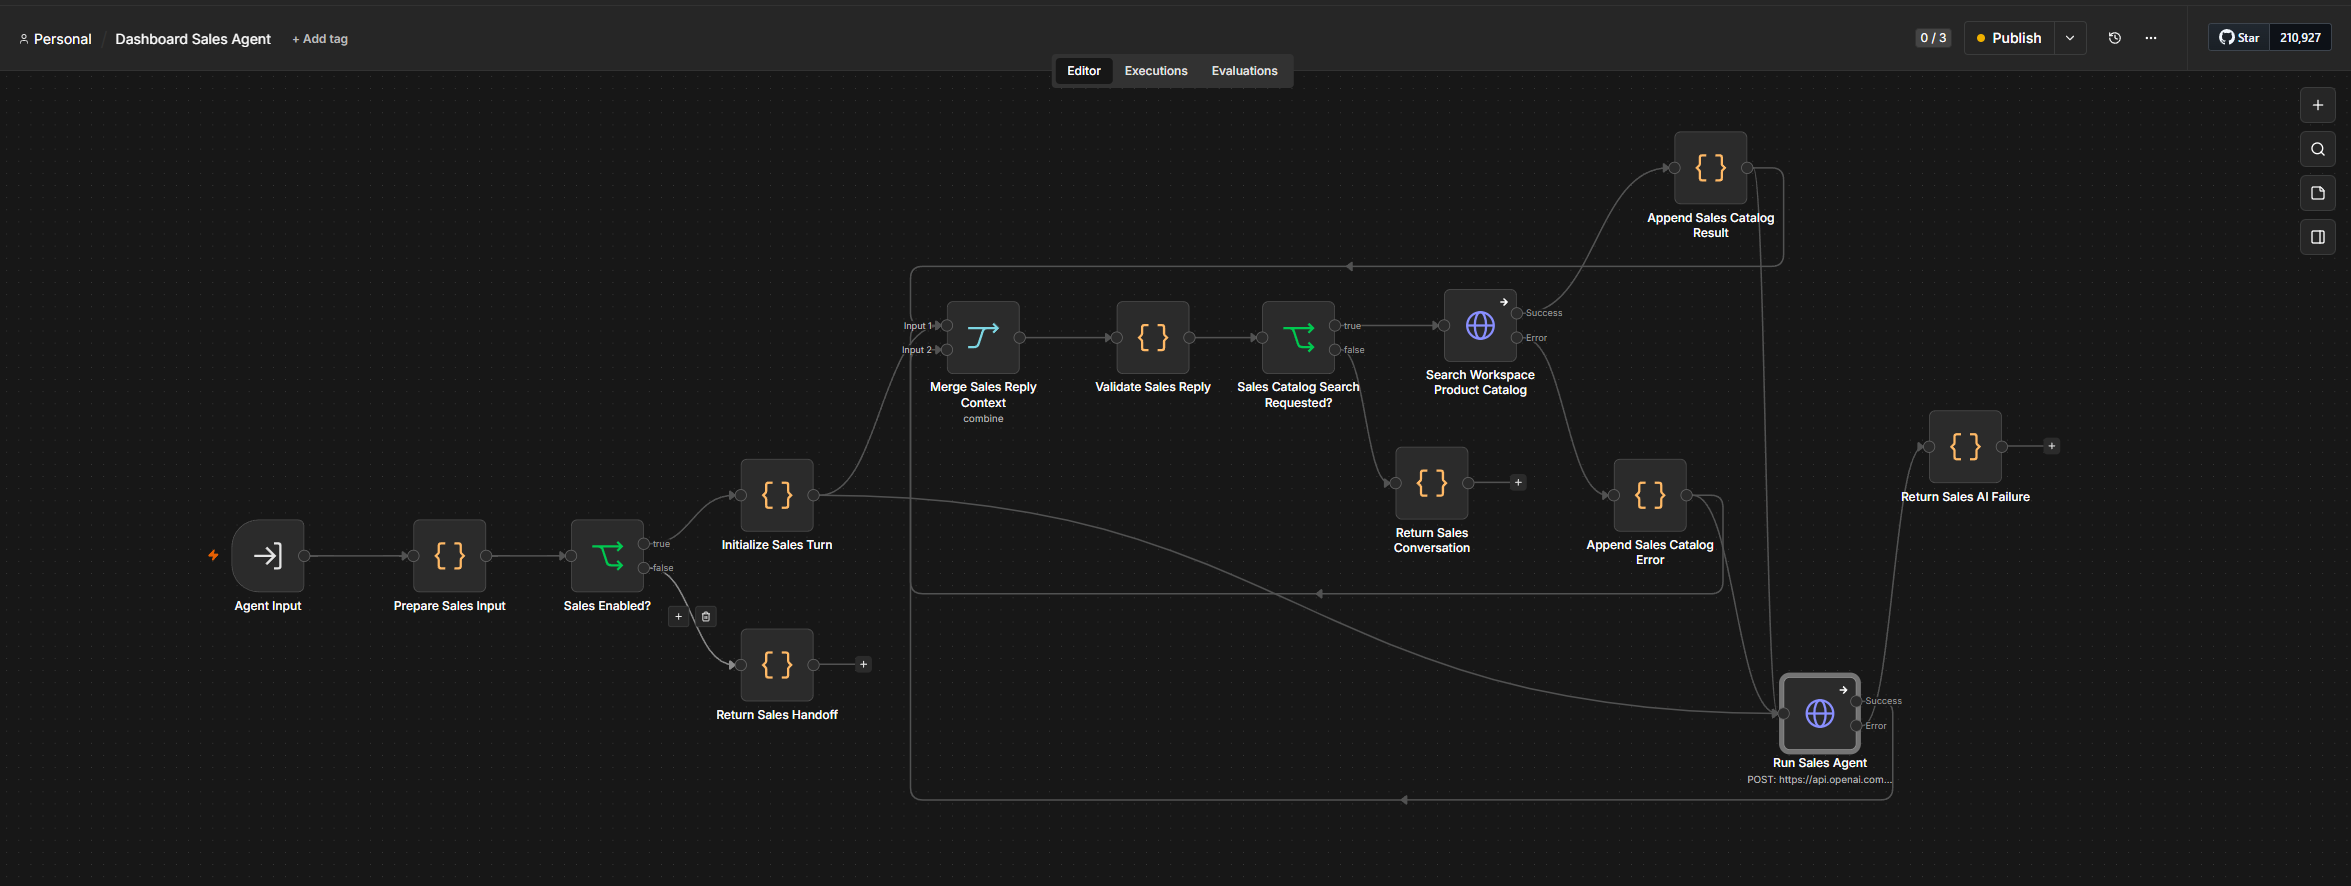 Personal
/
Dashboard Sales Agent
+ Add tag
0 / 3
Publish
Star
210,927
Editor
Executions
Evaluations
Append Sales Catalog
Result
Input 1
Input 2
Merge Sales Reply
Context
combine
Validate Sales Reply
true
false
Sales Catalog Search
Requested?
Success
Error
Search Workspace
Product Catalog
Return Sales
Conversation
Append Sales Catalog
Error
Return Sales AI Failure
Initialize Sales Turn
Agent Input
Prepare Sales Input
true
false
Sales Enabled?
Return Sales Handoff
Success
Error
Run Sales Agent
POST: https://api.openai.com...